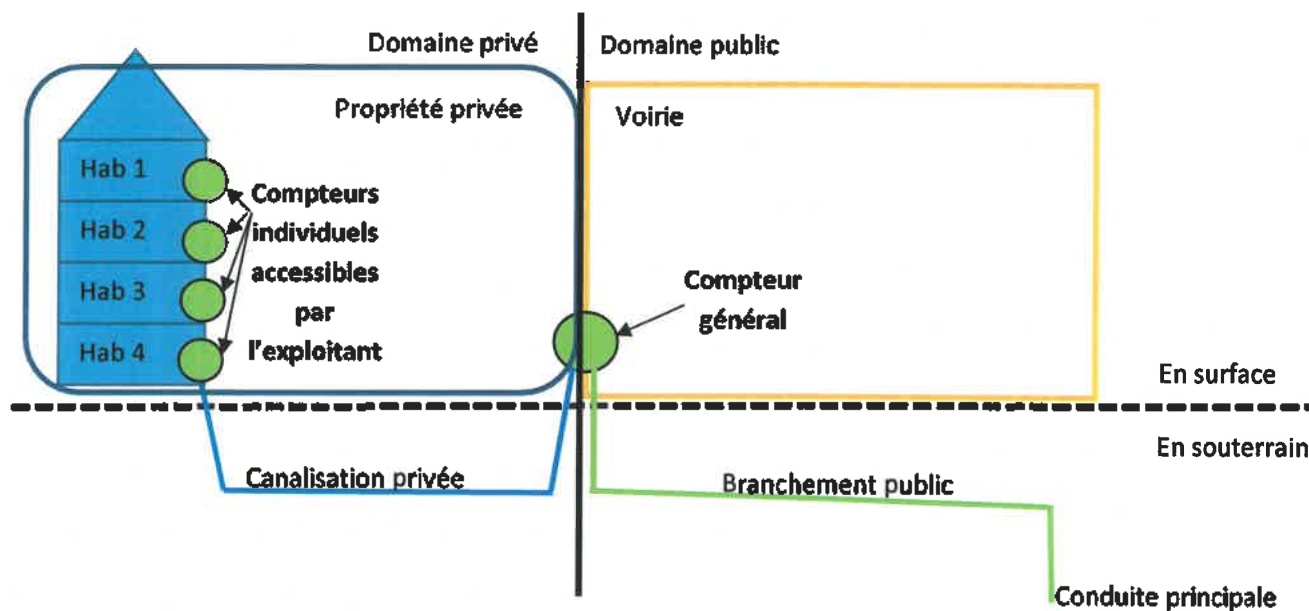 Domaine privé
Domaine public
Propriété privée
Voirie
Hab 1
Hab 2
Hab 3
Hab 4
Compteurs
individuels
accessibles
par
l'exploitant
Compteur
général
En surface
En souterrain
Canalisation privée
Branchement public
Conduite principale